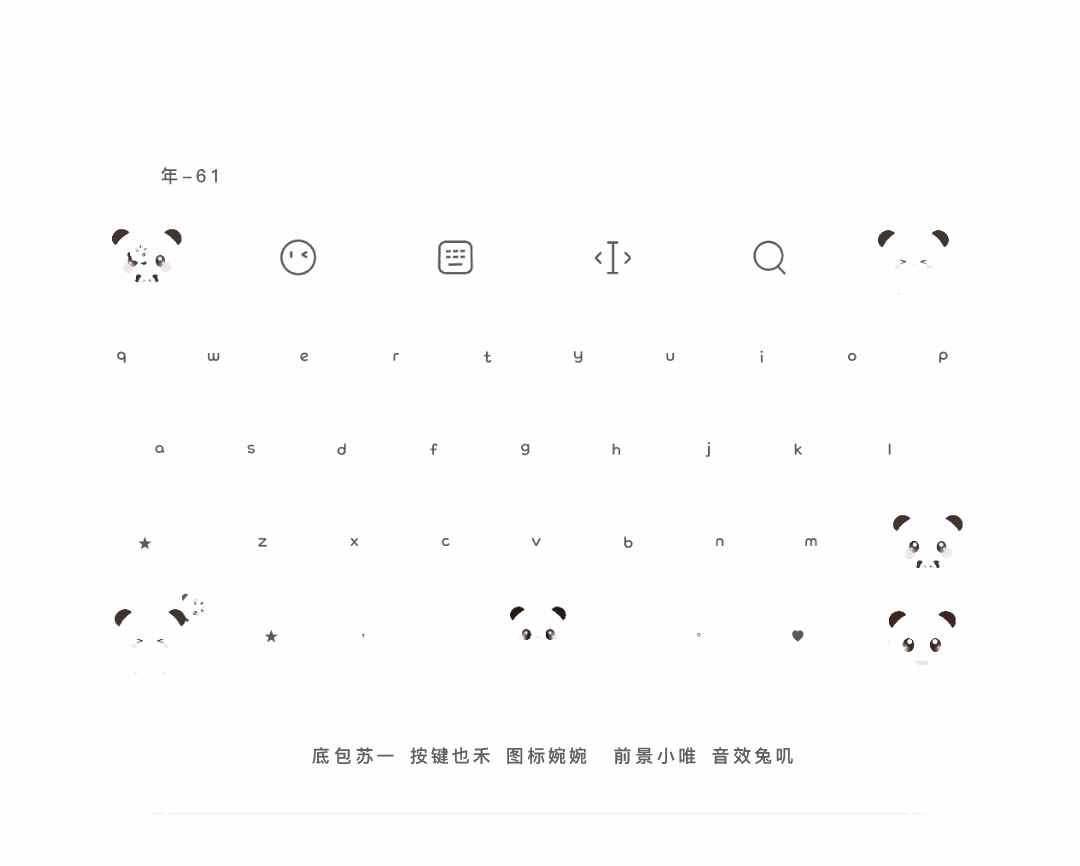 年-61
q w e r t y u i o p
a s d f g h j k l
★ z x c v b n m
★ , 。 ♥
底包苏一 按键也禾 图标婉婉 前景小唯 音效兔叽